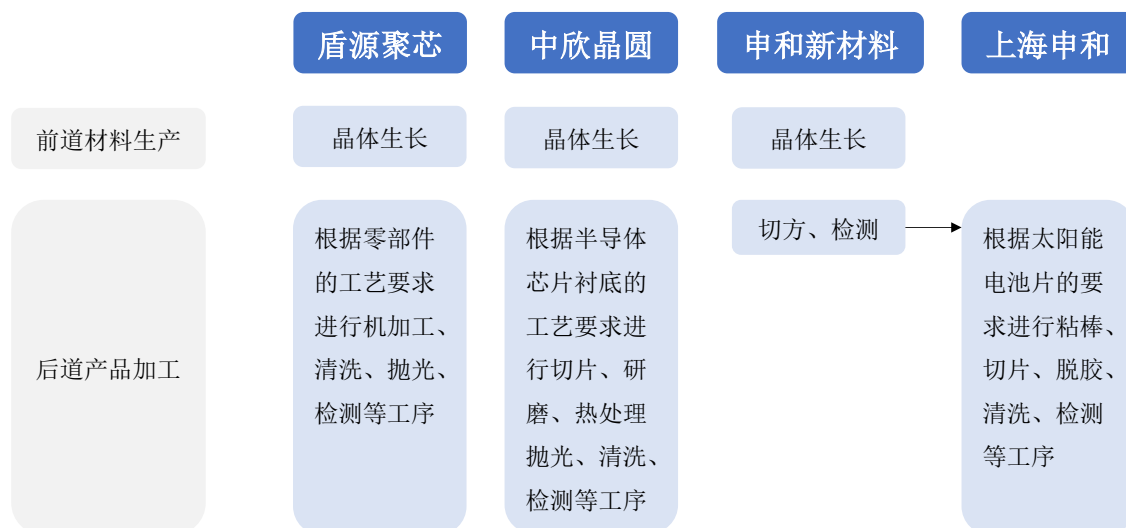 盾源聚芯
中欣晶圆
申和新材料
上海申和
前道材料生产
晶体生长
晶体生长
晶体生长
后道产品加工
根据零部件
的工艺要求
进行机加工、
清洗、抛光、
检测等工序
根据半导体
芯片衬底的
工艺要求进
行切片、研
磨、热处理
抛光、清洗、
检测等工序
切方、检测
根据太阳能
电池片的要
求进行粘棒、
切片、脱胶、
清洗、检测
等工序